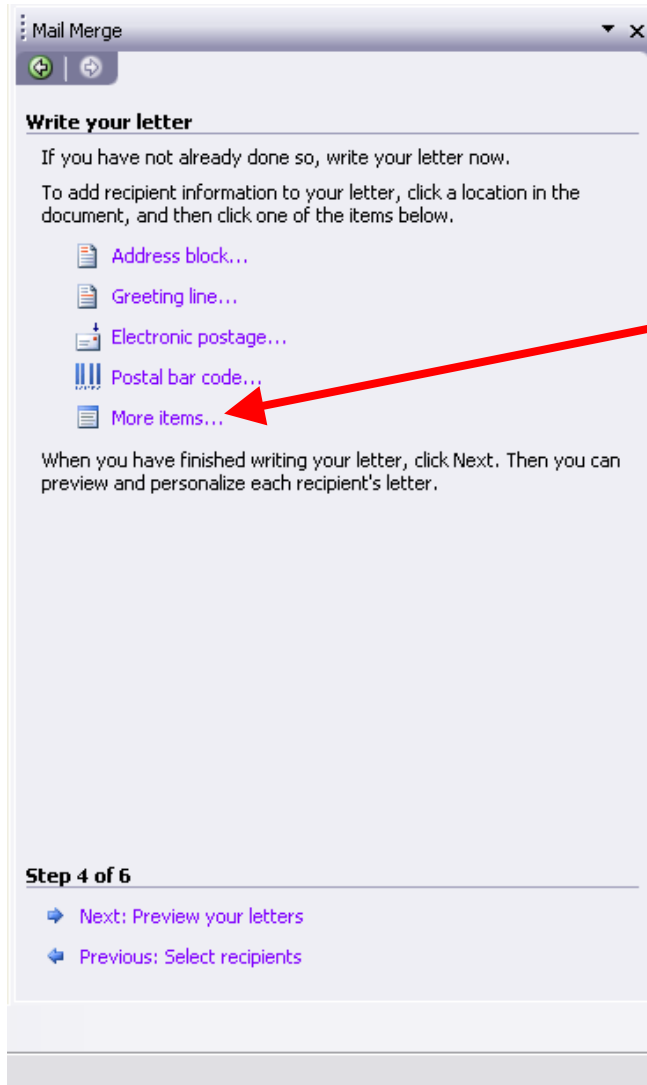 Mail Merge
Write your letter
If you have not already done so, write your letter now.
To add recipient information to your letter, click a location in the
document, and then click one of the items below.
Address block...
Greeting line...
Electronic postage...
Postal bar code...
More items...
When you have finished writing your letter, click Next. Then you can
preview and personalize each recipient's letter.
Step 4 of 6
Next: Preview your letters
Previous: Select recipients